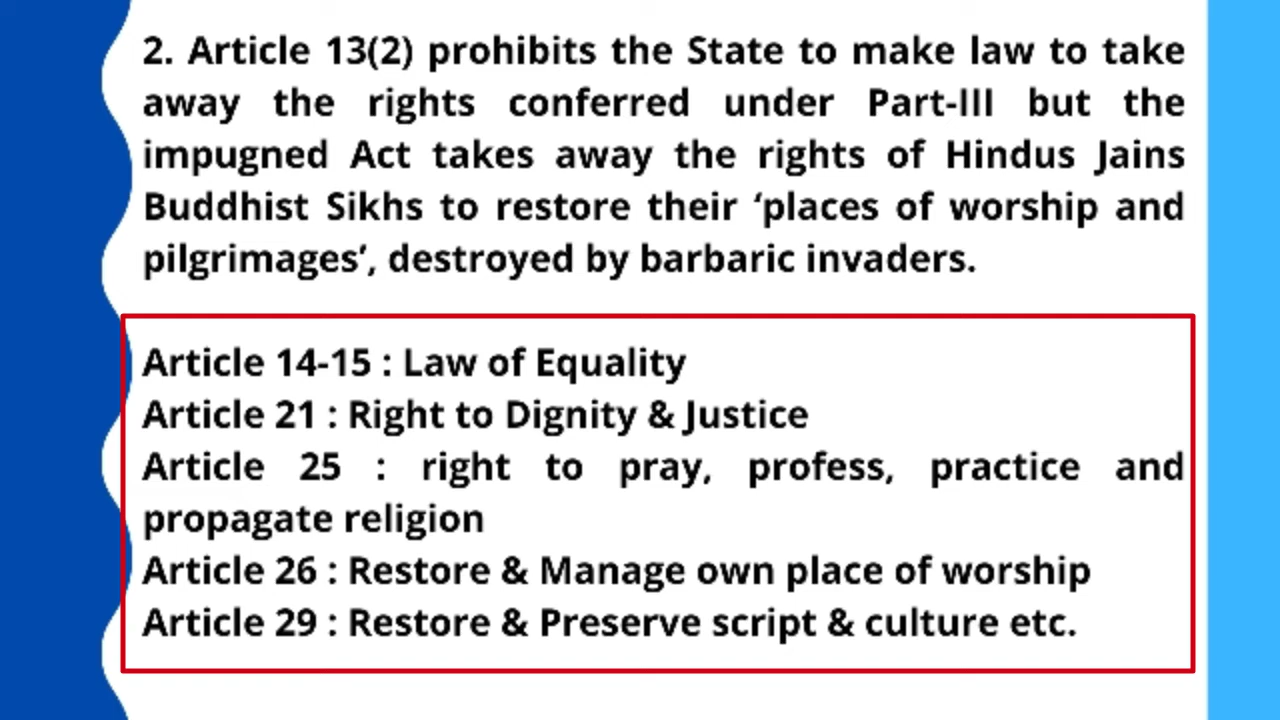 2. Article 13(2) prohibits the State to make law to take
away the rights conferred under Part-III but the
impugned Act takes away the rights of Hindus Jains
Buddhist Sikhs to restore their ‘places of worship and
pilgrimages’, destroyed by barbaric invaders.
Article 14-15 : Law of Equality
Article 21 : Right to Dignity & Justice
Article 25 : right to pray, profess, practice and
propagate religion
Article 26 : Restore & Manage own place of worship
Article 29 : Restore & Preserve script & culture etc.